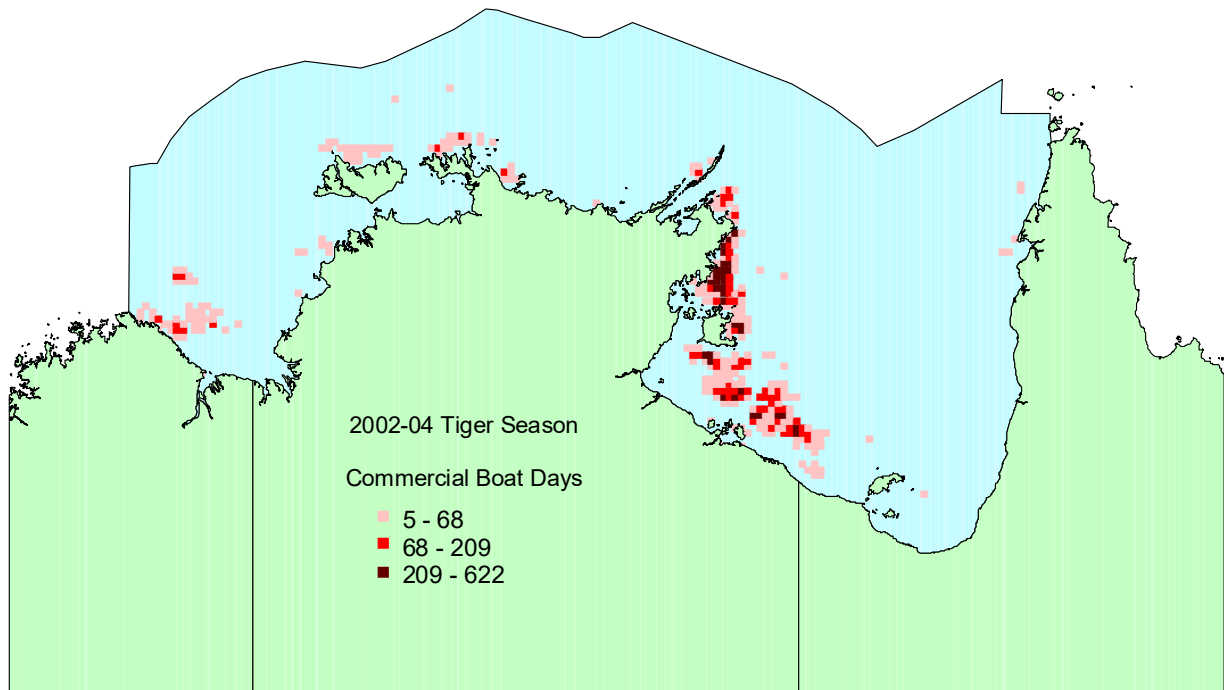 2002-04 Tiger Season
Commercial Boat Days
5 - 68
68 - 209
209 - 622